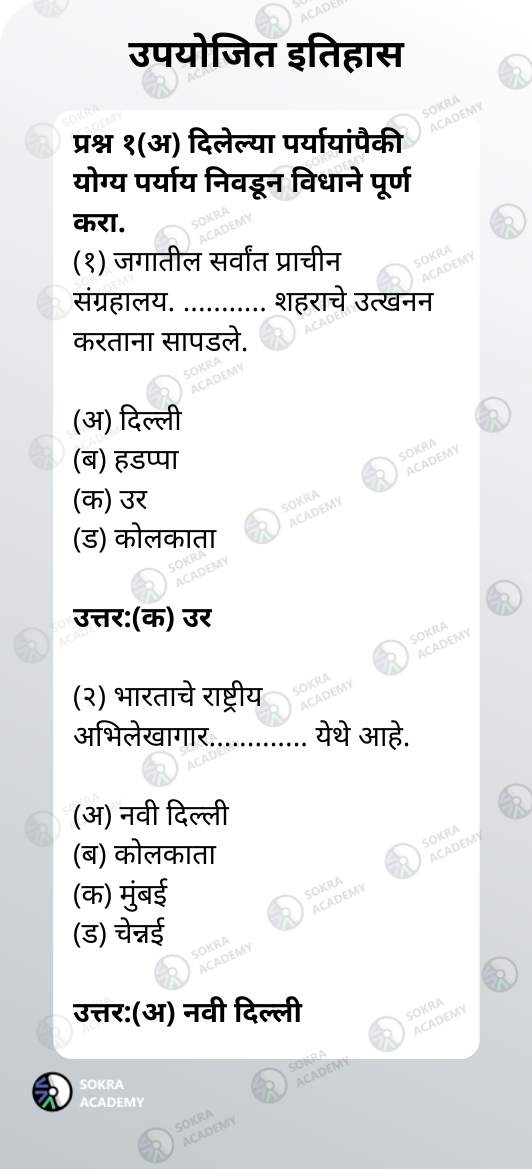 उपयोजित इतिहास
प्रश्न १(अ) दिलेल्या पर्यायांपैकी
योग्य पर्याय निवडून विधाने पूर्ण
करा.
(१) जगातील सर्वांत प्राचीन
संग्रहालय. ........... शहराचे उत्खनन
करताना सापडले.
(अ) दिल्ली
(ब) हडप्पा
(क) उर
(ड) कोलकाता
उत्तर:(क) उर
(२) भारताचे राष्ट्रीय
अभिलेखागार............. येथे आहे.
(अ) नवी दिल्ली
(ब) कोलकाता
(क) मुंबई
(ड) चेन्नई
उत्तर:(अ) नवी दिल्ली
SOKRA
ACADEMY